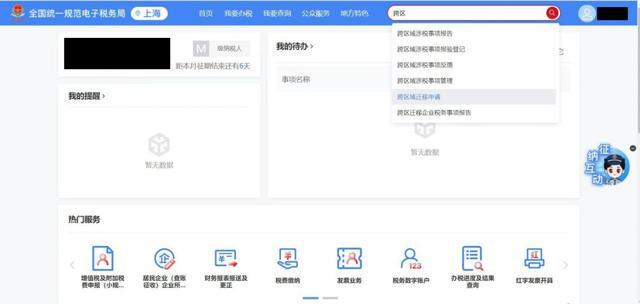 全国统一规范电子税务局
上海
首页 我要办税 我要查询 公众服务 地方特色
跨区
跨区域涉税事项报告
跨区域涉税事项报验登记
跨区域涉税事项反馈
跨区域涉税事项管理
跨区域迁移申请
跨区迁移企业税务事项报告
M 级纳税人
距本月征期结束还有6天
我的待办
事项名称
我的提醒
暂无数据
暂无数据
征纳互动
热门服务
增值税及附加税费申报（小规...
居民企业（查账征收）企业所...
财务报表报送及更正
税费缴纳
发票业务
123
税务数字账户
办税进度及结果查询
红
红字发票开具